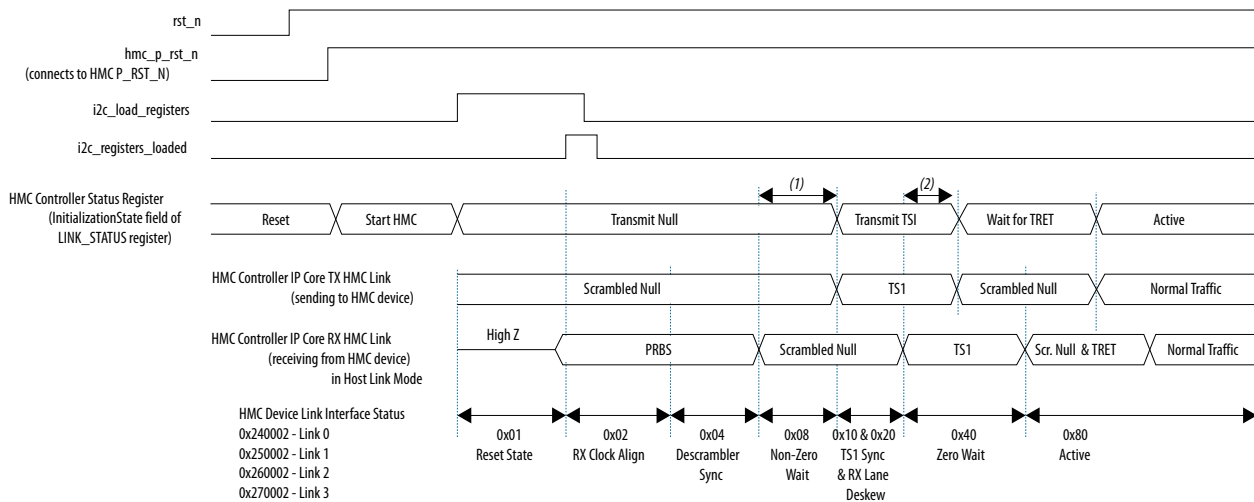 rst_n
hmc_p_rst_n
(connects to HMC P_RST_N)
i2c_load_registers
i2c_registers_loaded
(1)
(2)
HMC Controller Status Register
(InitializationState field of
LINK_STATUS register)
Reset
Start HMC
Transmit Null
Transmit TSI
Wait for TRET
Active
HMC Controller IP Core TX HMC Link
(sending to HMC device)
Scrambled Null
TS1
Scrambled Null
Normal Traffic
HMC Controller IP Core RX HMC Link
(receiving from HMC device)
in Host Link Mode
High Z
PRBS
Scrambled Null
TS1
Scr. Null & TRET
Normal Traffic
HMC Device Link Interface Status
0x240002 - Link 0
0x250002 - Link 1
0x260002 - Link 2
0x270002 - Link 3
0x01
Reset State
0x02
RX Clock Align
0x04
Descrambler
Sync
0x08
Non-Zero
Wait
0x10 & 0x20
TS1 Sync
& RX Lane
Deskew
0x40
Zero Wait
0x80
Active